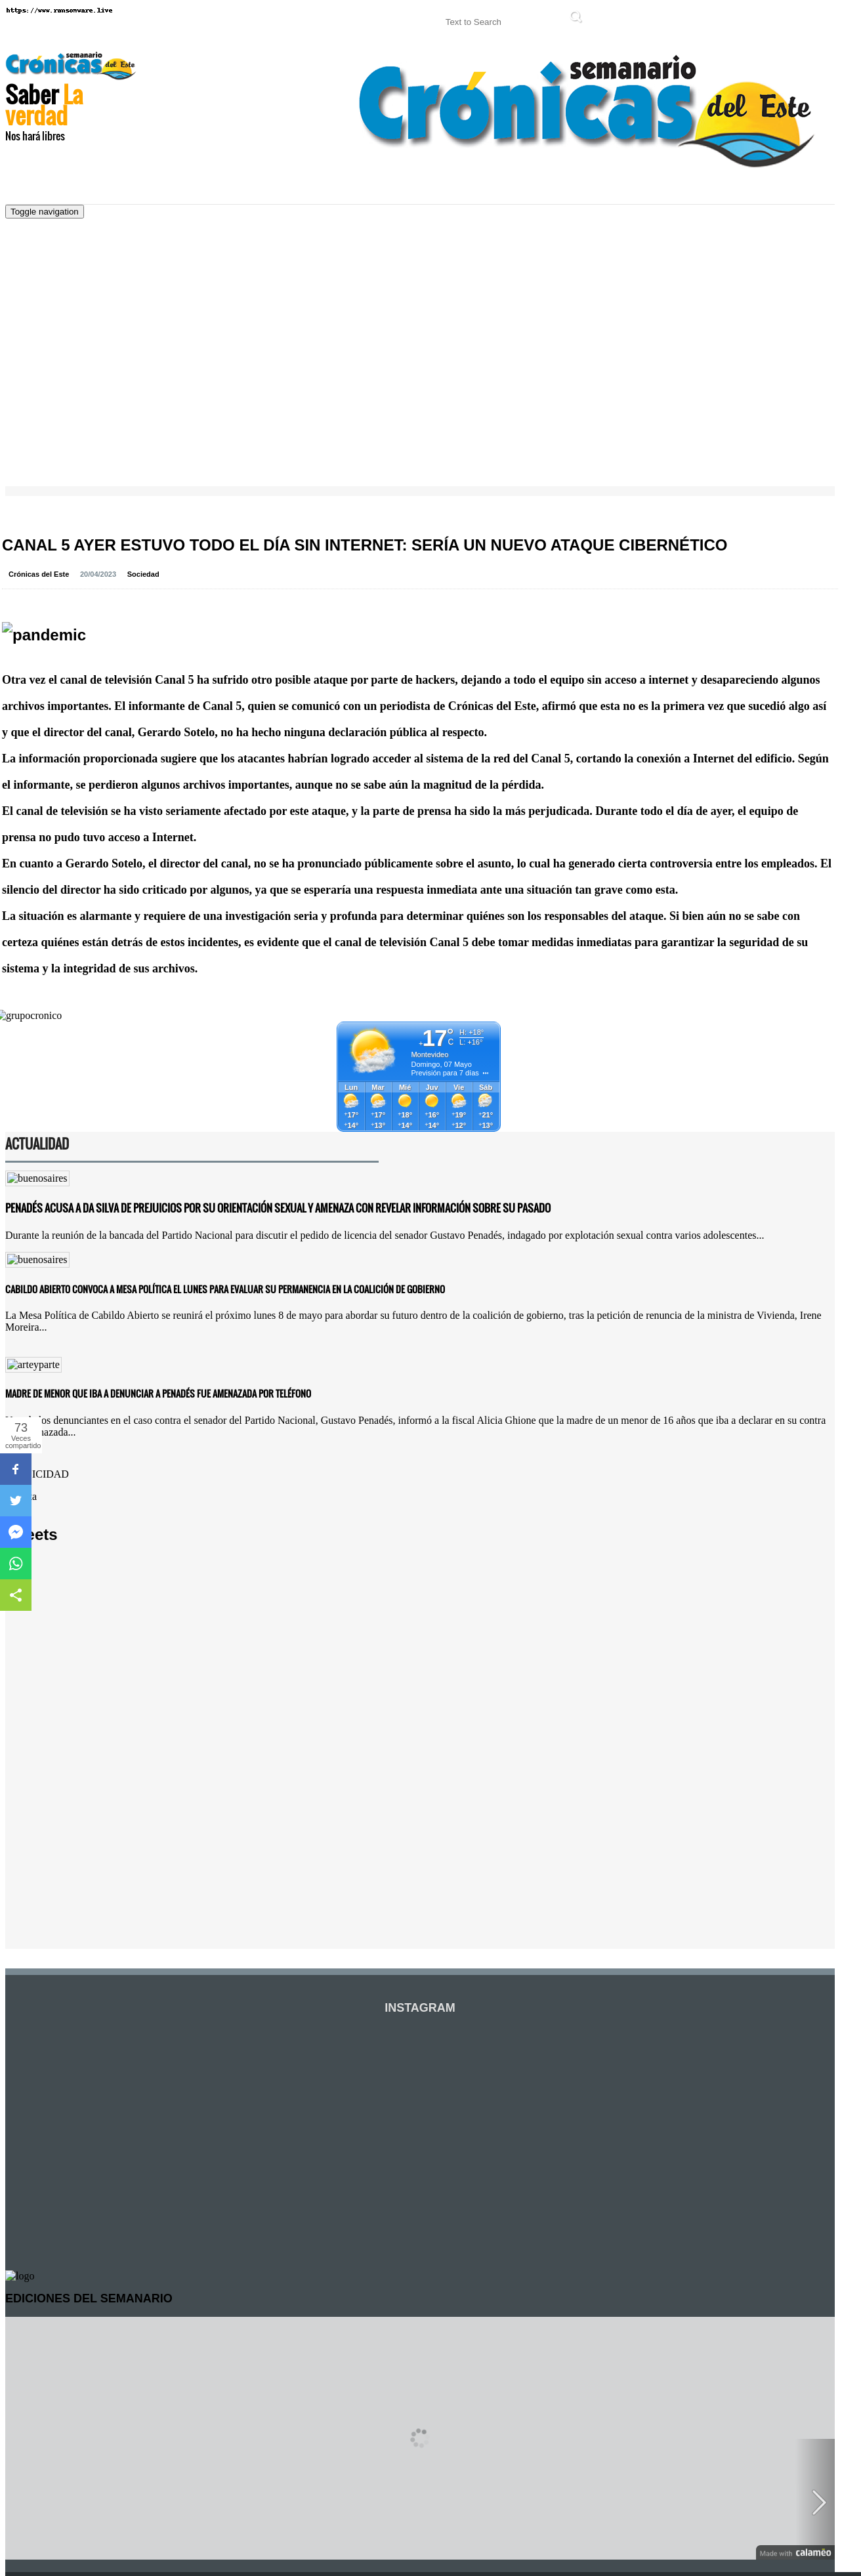 https://www.ransomware.live
Text to Search
semanario
Crónicas del Este
Saber La
verdad
Nos hará libres
semanario
Crónicas del Este
Toggle navigation
CANAL 5 AYER ESTUVO TODO EL DÍA SIN INTERNET: SERÍA UN NUEVO ATAQUE CIBERNÉTICO
Crónicas del Este 20/04/2023 Sociedad
pandemic
Otra vez el canal de televisión Canal 5 ha sufrido otro posible ataque por parte de hackers, dejando a todo el equipo sin acceso a internet y desapareciendo algunos
archivos importantes. El informante de Canal 5, quien se comunicó con un periodista de Crónicas del Este, afirmó que esta no es la primera vez que sucedió algo así
y que el director del canal, Gerardo Sotelo, no ha hecho ninguna declaración pública al respecto.
La información proporcionada sugiere que los atacantes habrían logrado acceder al sistema de la red del Canal 5, cortando la conexión a Internet del edificio. Según
el informante, se perdieron algunos archivos importantes, aunque no se sabe aún la magnitud de la pérdida.
El canal de televisión se ha visto seriamente afectado por este ataque, y la parte de prensa ha sido la más perjudicada. Durante todo el día de ayer, el equipo de
prensa no pudo tuvo acceso a Internet.
En cuanto a Gerardo Sotelo, el director del canal, no se ha pronunciado públicamente sobre el asunto, lo cual ha generado cierta controversia entre los empleados. El
silencio del director ha sido criticado por algunos, ya que se esperaría una respuesta inmediata ante una situación tan grave como esta.
La situación es alarmante y requiere de una investigación seria y profunda para determinar quiénes son los responsables del ataque. Si bien aún no se sabe con
certeza quiénes están detrás de estos incidentes, es evidente que el canal de televisión Canal 5 debe tomar medidas inmediatas para garantizar la seguridad de su
sistema y la integridad de sus archivos.
grupocronico
+17° C H: +18°
L: +16°
Montevideo
Domingo, 07 Mayo
Previsión para 7 días
Lun Mar Mié Juv Vie Sáb
+17° +17° +18° +16° +19° +21°
+14° +13° +14° +14° +12° +13°
ACTUALIDAD
buenosaires
PENADÉS ACUSA A DA SILVA DE PREJUICIOS POR SU ORIENTACIÓN SEXUAL Y AMENAZA CON REVELAR INFORMACIÓN SOBRE SU PASADO
Durante la reunión de la bancada del Partido Nacional para discutir el pedido de licencia del senador Gustavo Penadés, indagado por explotación sexual contra varios adolescentes...
buenosaires
CABILDO ABIERTO CONVOCA A MESA POLÍTICA EL LUNES PARA EVALUAR SU PERMANENCIA EN LA COALICIÓN DE GOBIERNO
La Mesa Política de Cabildo Abierto se reunirá el próximo lunes 8 de mayo para abordar su futuro dentro de la coalición de gobierno, tras la petición de renuncia de la ministra de Vivienda, Irene
Moreira...
arteyparte
MADRE DE MENOR QUE IBA A DENUNCIAR A PENADÉS FUE AMENAZADA POR TELÉFONO
denunciantes en el caso contra el senador del Partido Nacional, Gustavo Penadés, informó a la fiscal Alicia Ghione que la madre de un menor de 16 años que iba a declarar en su contra
73
Veces
compartido
INSTAGRAM
logo
EDICIONES DEL SEMANARIO
Made with calaméo